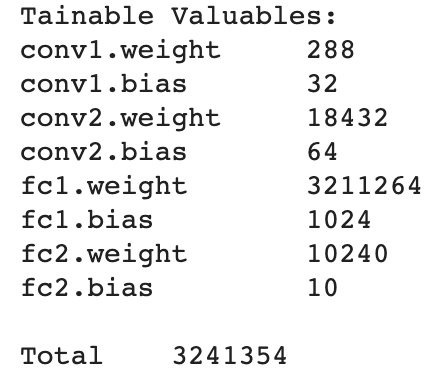 Tainable Valuables:
conv1.weight 288
conv1.bias 32
conv2.weight 18432
conv2.bias 64
fc1.weight 3211264
fc1.bias 1024
fc2.weight 10240
fc2.bias 10
Total 3241354